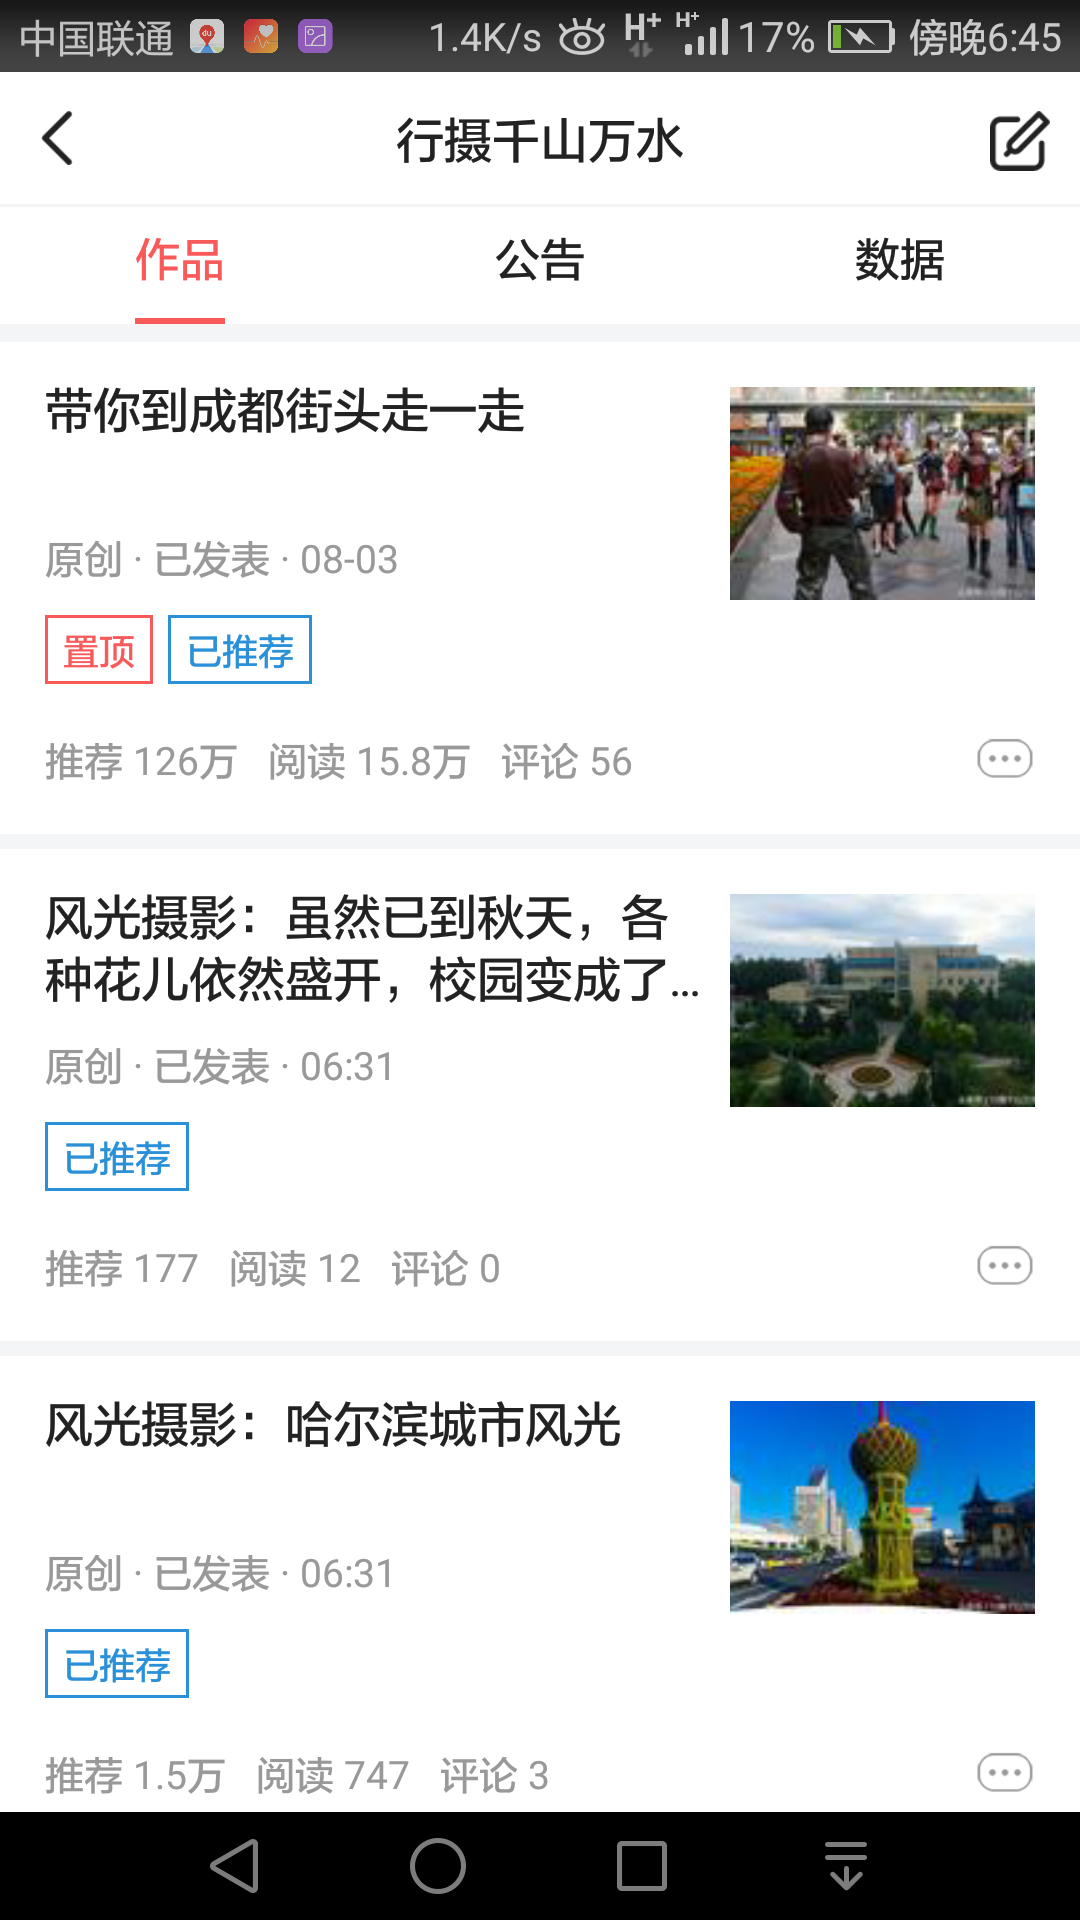 中国联通 1.4K/s H+ H+ 17% 傍晚6:45
行摄千山万水
作品 公告 数据
带你到成都街头走一走
原创 · 已发表 · 08-03
置顶 已推荐
推荐 126万 阅读 15.8万 评论 56
风光摄影：虽然已到秋天，各
种花儿依然盛开，校园变成了...
原创 · 已发表 · 06:31
已推荐
推荐 177 阅读 12 评论 0
风光摄影：哈尔滨城市风光
原创 · 已发表 · 06:31
已推荐
推荐 1.5万 阅读 747 评论 3